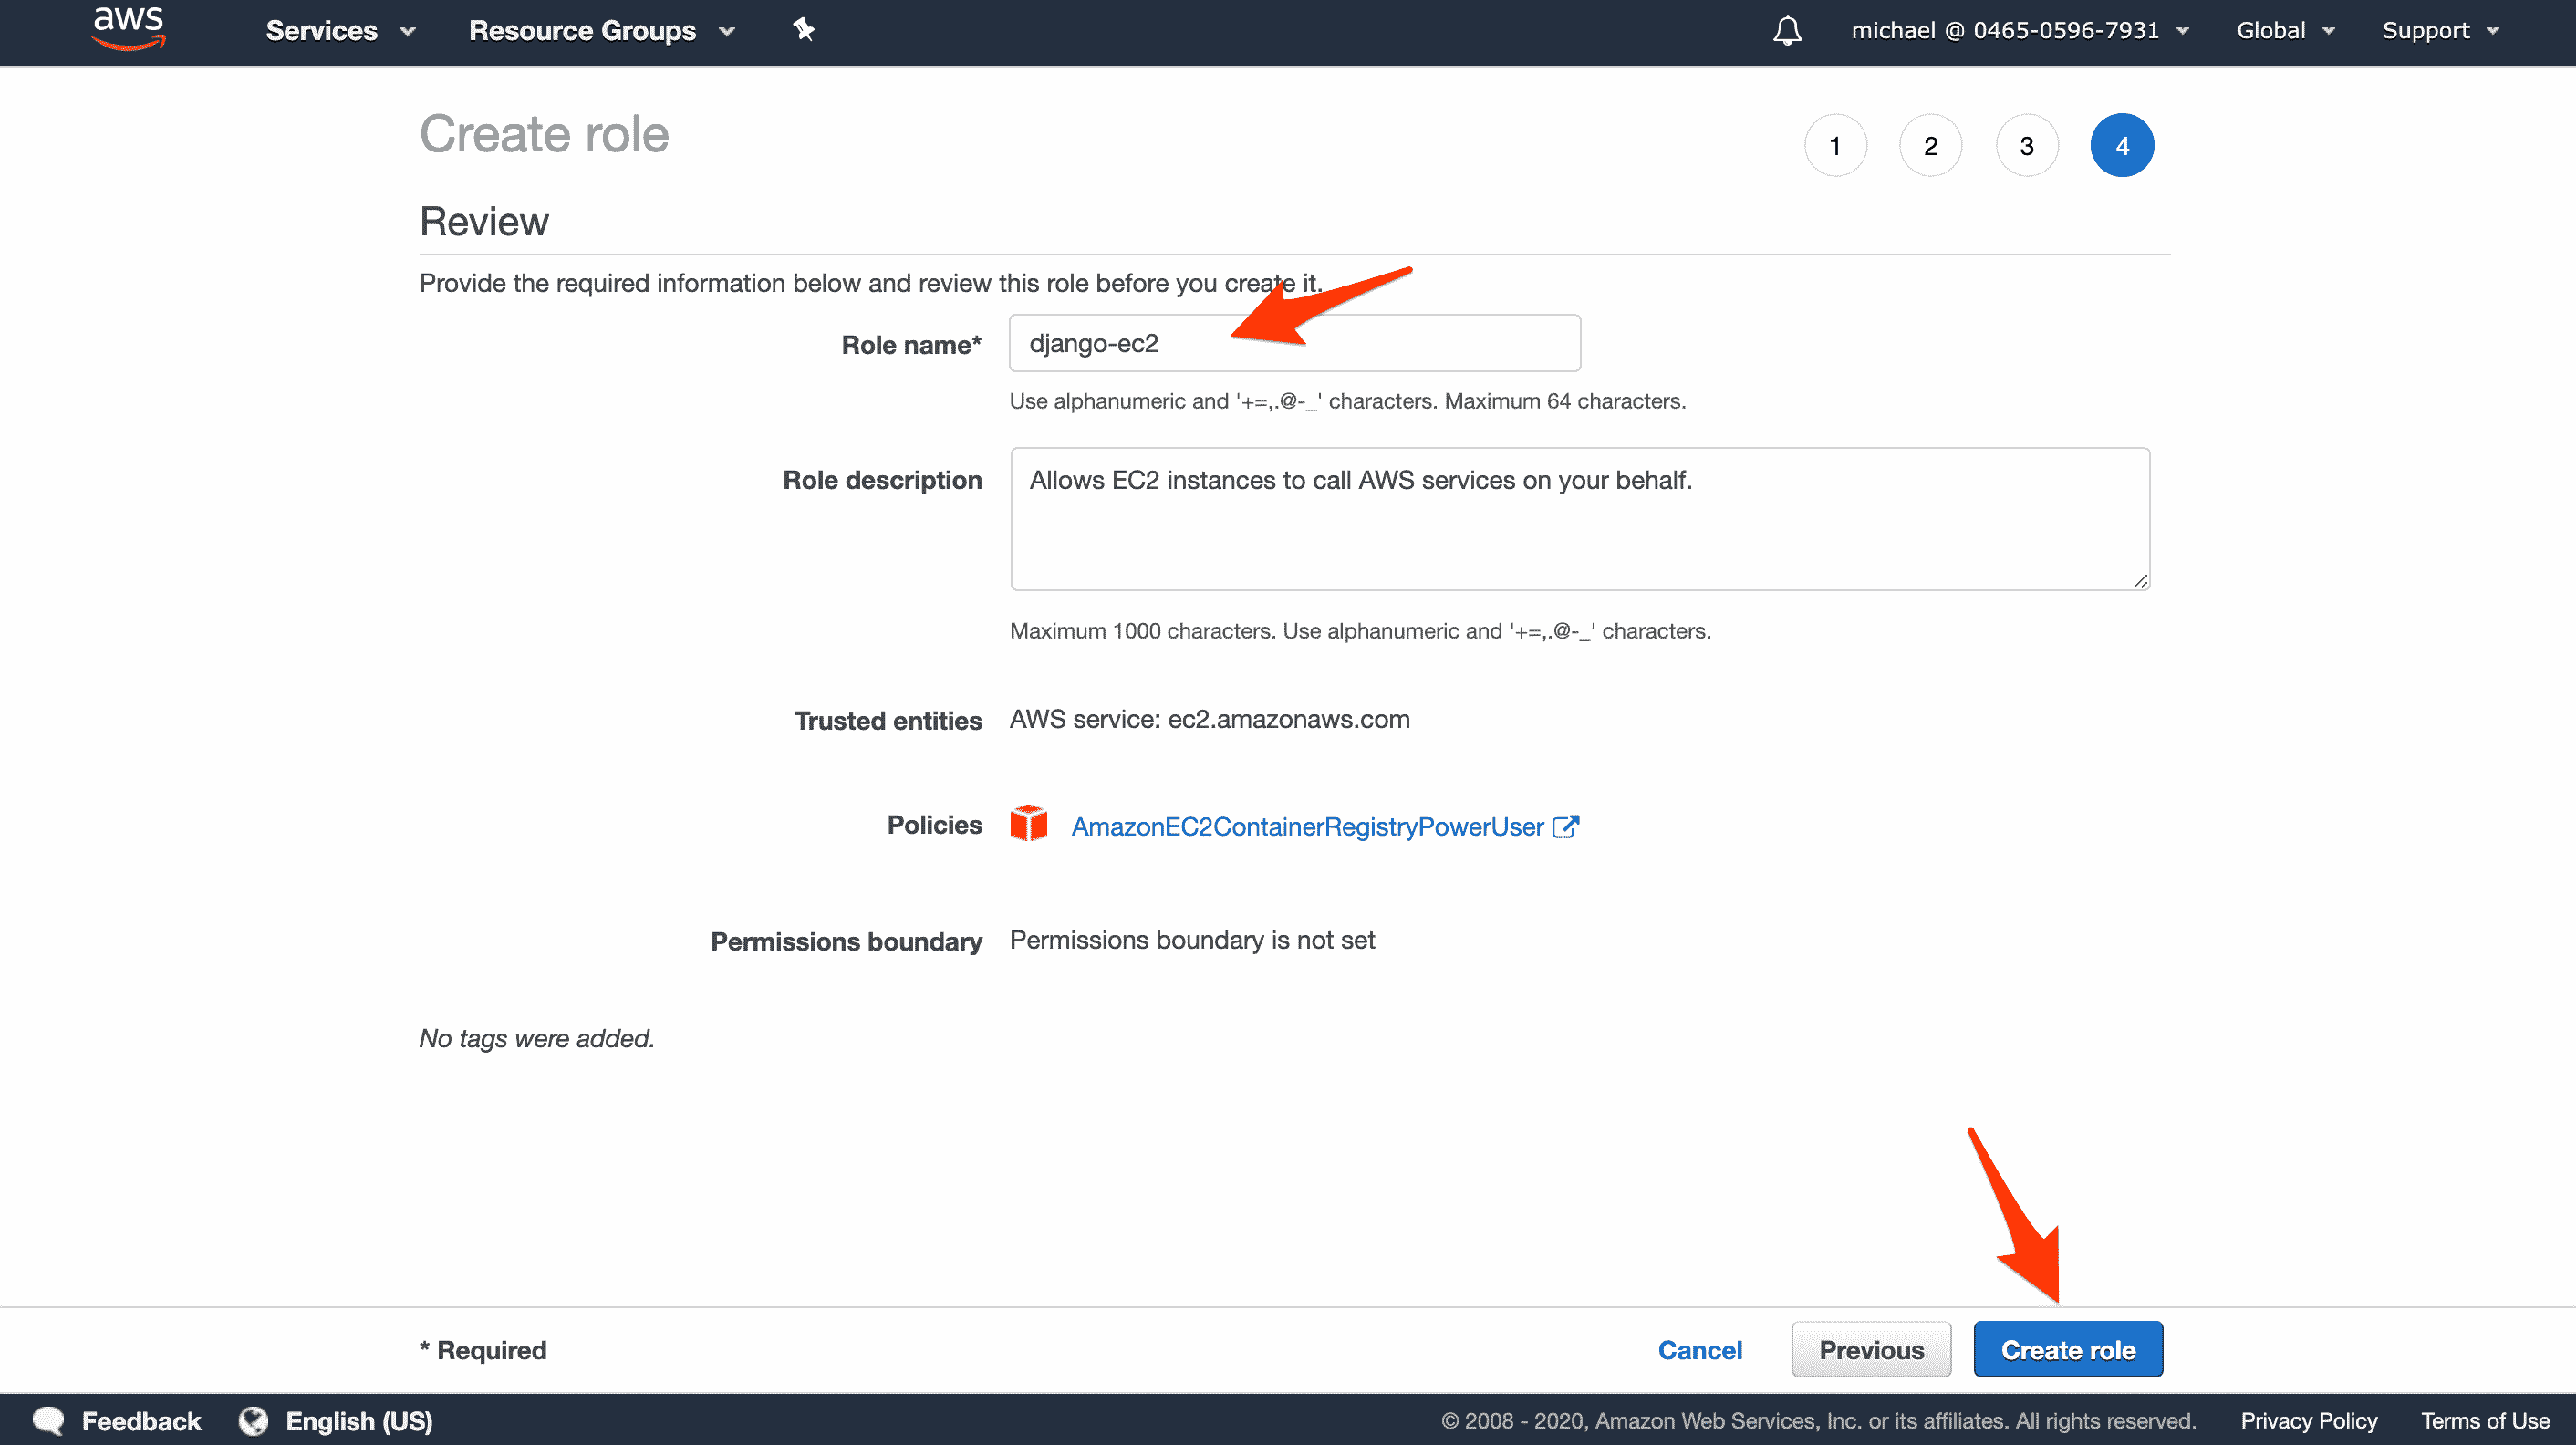 aws Services Resource Groups michael @ 0465-0596-7931 Global Support
Create role 1 2 3 4
Review
Provide the required information below and review this role before you create it.
Role name* django-ec2
Use alphanumeric and '+=,.@-_' characters. Maximum 64 characters.
Role description Allows EC2 instances to call AWS services on your behalf.
Maximum 1000 characters. Use alphanumeric and '+=,.@-_' characters.
Trusted entities AWS service: ec2.amazonaws.com
Policies AmazonEC2ContainerRegistryPowerUser
Permissions boundary Permissions boundary is not set
No tags were added.
* Required Cancel Previous Create role
Feedback English (US) © 2008 - 2020, Amazon Web Services, Inc. or its affiliates. All rights reserved. Privacy Policy Terms of Use